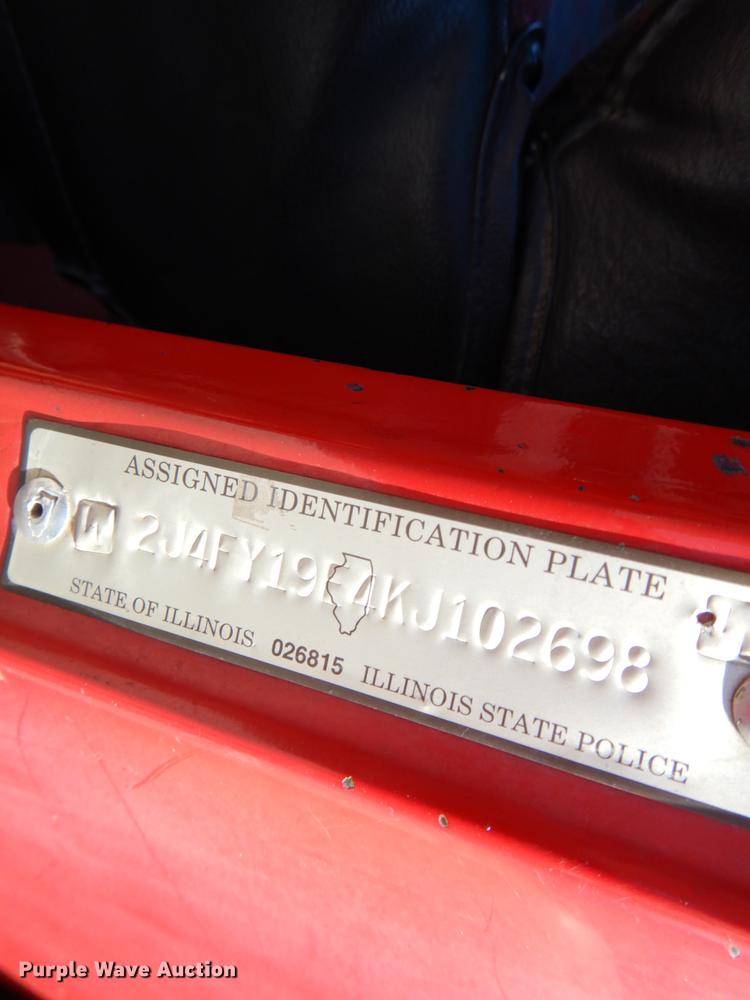 ASSIGNED IDENTIFICATION PLATE
2J4FY19E4KJ102698
STATE OF ILLINOIS 026815 ILLINOIS STATE POLICE
Purple Wave Auction